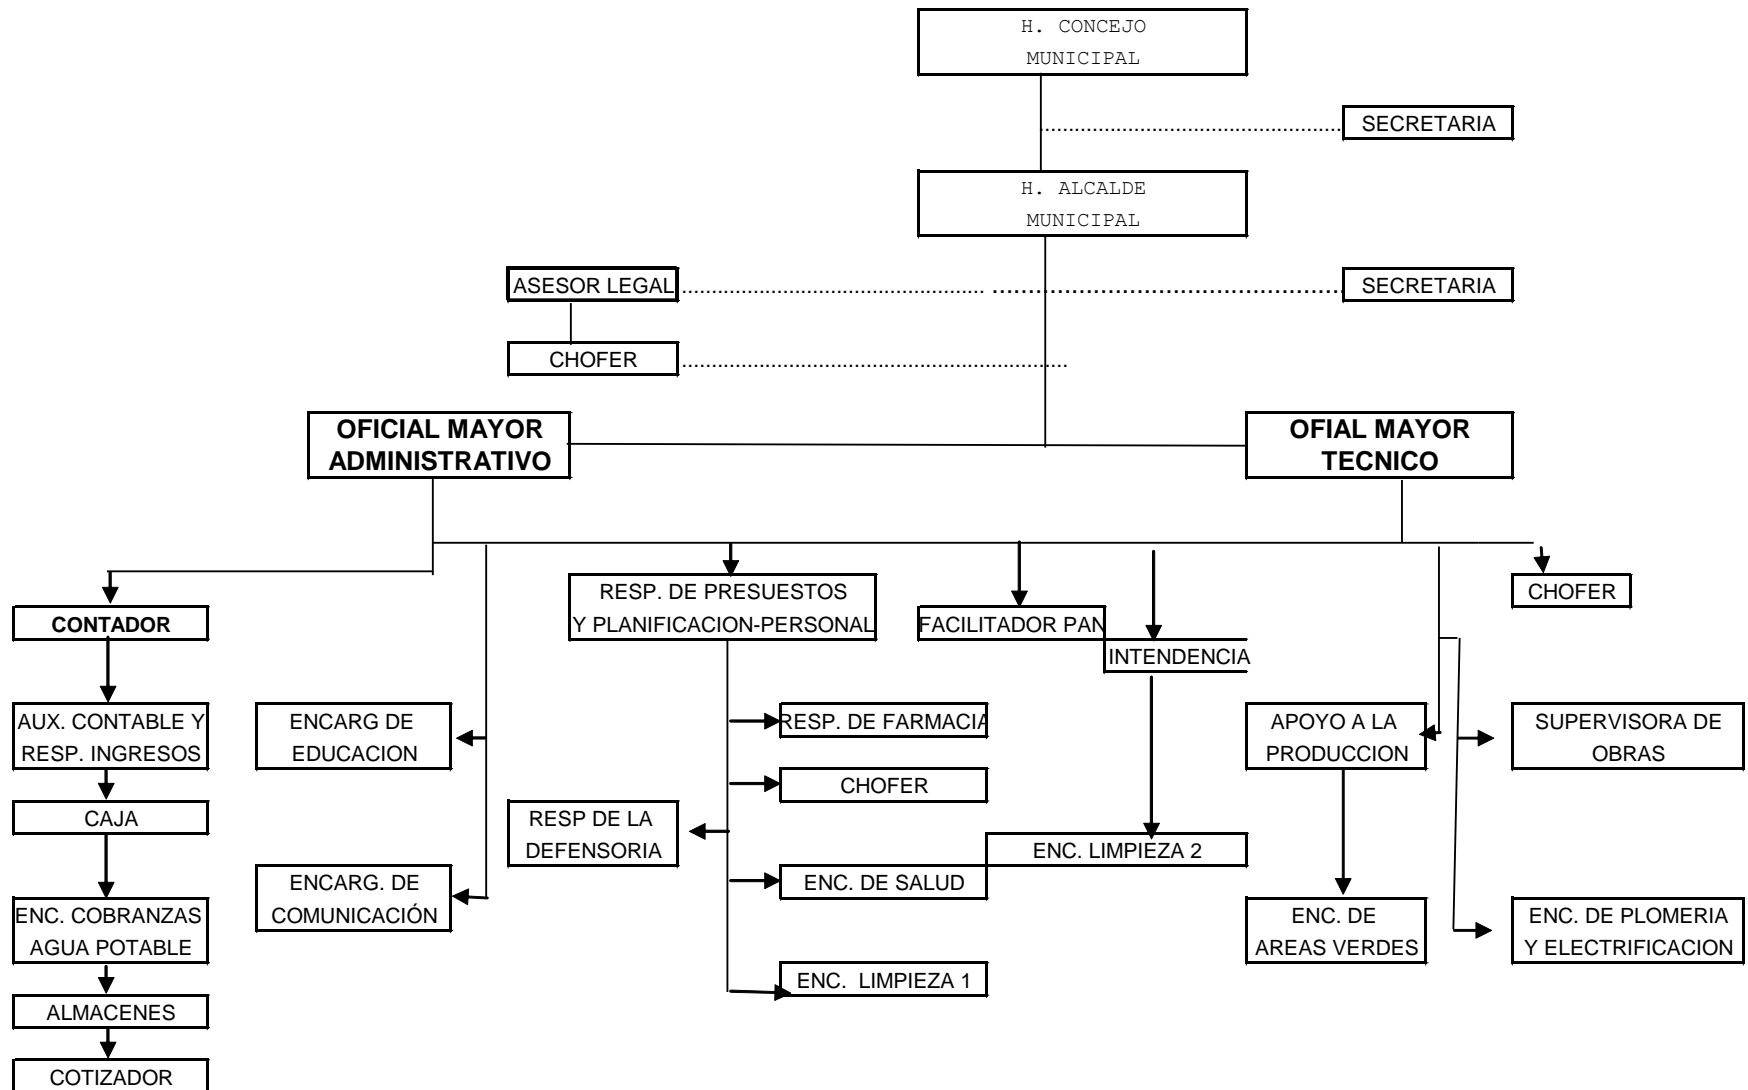 H. CONCEJO
MUNICIPAL
SECRETARIA
H. ALCALDE
MUNICIPAL
ASESOR LEGAL
SECRETARIA
CHOFER
OFICIAL MAYOR
ADMINISTRATIVO
OFIAL MAYOR
TECNICO
CONTADOR
RESP. DE PRESUESTOS
Y PLANIFICACION-PERSONAL
FACILITADOR PAN
INTENDENCIA
CHOFER
AUX. CONTABLE Y
RESP. INGRESOS
ENCARG DE
EDUCACION
RESP. DE FARMACIA
APOYO A LA
PRODUCCION
SUPERVISORA DE
OBRAS
CHOFER
CAJA
RESP DE LA
DEFENSORIA
ENC. LIMPIEZA 2
ENCARG. DE
COMUNICACIÓN
ENC. DE SALUD
ENC. COBRANZAS
AGUA POTABLE
ENC. DE
AREAS VERDES
ENC. DE PLOMERIA
Y ELECTRIFICACION
ENC. LIMPIEZA 1
ALMACENES
COTIZADOR